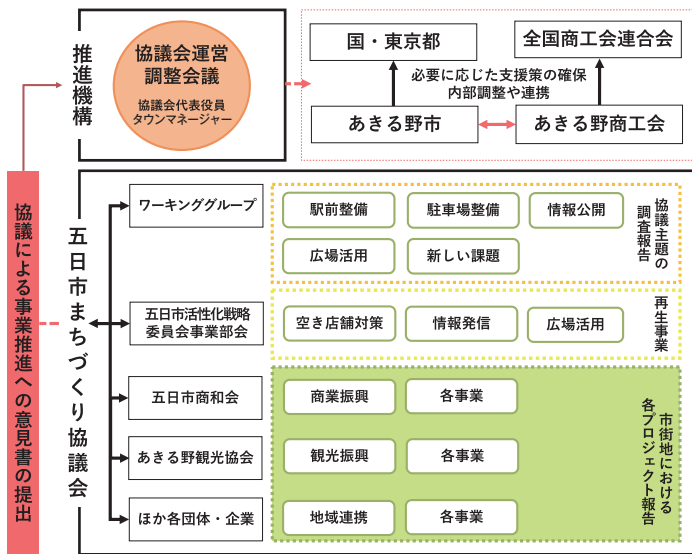 推進機構
協議会運営
調整会議
協議会代表役員
タウンマネージャー
国・東京都
全国商工会連合会
必要に応じた支援策の確保
内部調整や連携
あきる野市
あきる野商工会
協議による事業推進への意見書の提出
五日市まちづくり協議会
ワーキンググループ
駅前整備
駐車場整備
情報公開
広場活用
新しい課題
協議主題の
調査報告
五日市活性化戦略
委員会事業部会
空き店舗対策
情報発信
広場活用
再生事業
五日市商和会
商業振興
各事業
あきる野観光協会
観光振興
各事業
ほか各団体・企業
地域連携
各事業
市街地における
各プロジェクト報告